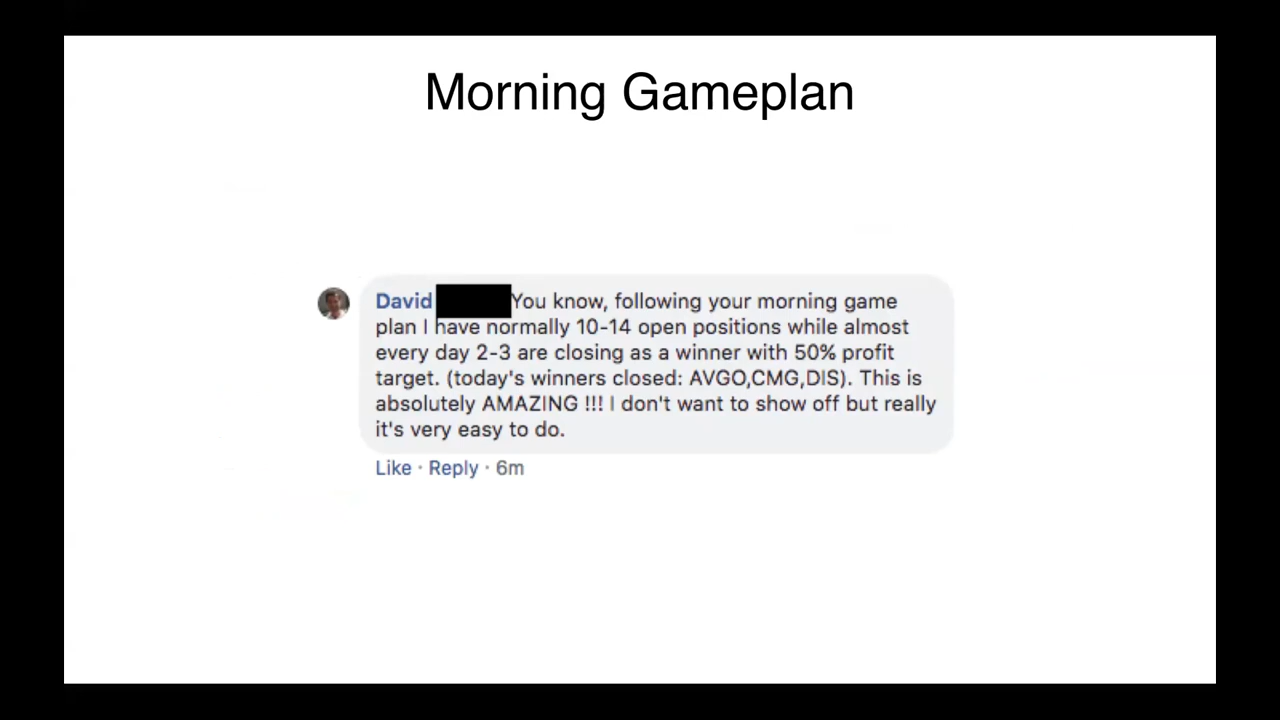 Morning Gameplan
David You know, following your morning game
plan I have normally 10-14 open positions while almost
every day 2-3 are closing as a winner with 50% profit
target. (today's winners closed: AVGO,CMG,DIS). This is
absolutely AMAZING !!! I don't want to show off but really
it's very easy to do.
Like · Reply · 6m